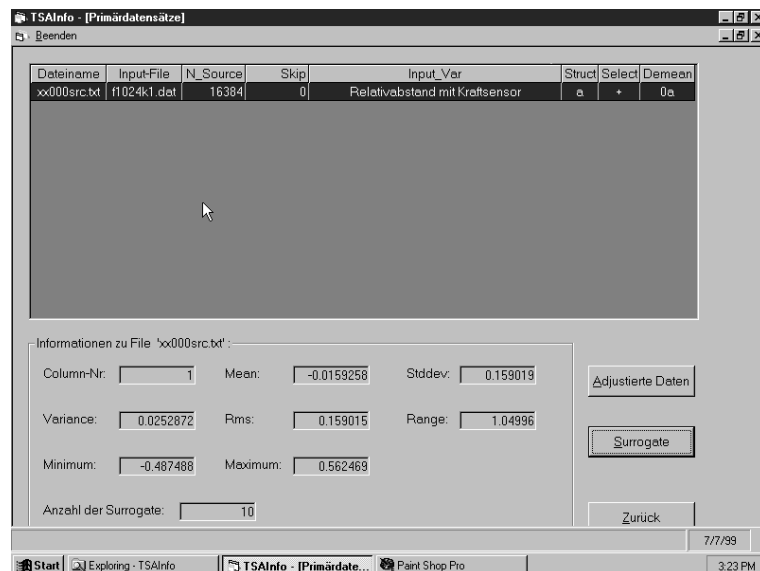 TSAInfo - [Primärdatensätze]
Beenden
Dateiname Input-File N_Source Skip Input_Var Struct Select Demean
xx000src.txt f1024k1.dat 16384 0 Relativabstand mit Kraftsensor a + 0a
Informationen zu File 'xx000src.txt' :
Column-Nr: 1 Mean: -0.0159258 Stddev: 0.159019
Adjustierte Daten
Variance: 0.0252872 Rms: 0.159015 Range: 1.04996
Surrogate
Minimum: -0.487488 Maximum: 0.562469
Anzahl der Surrogate: 10
Zurück
7/7/99
Start Exploring - TSAInfo TSAInfo - [Primärdate... Paint Shop Pro 3:23 PM